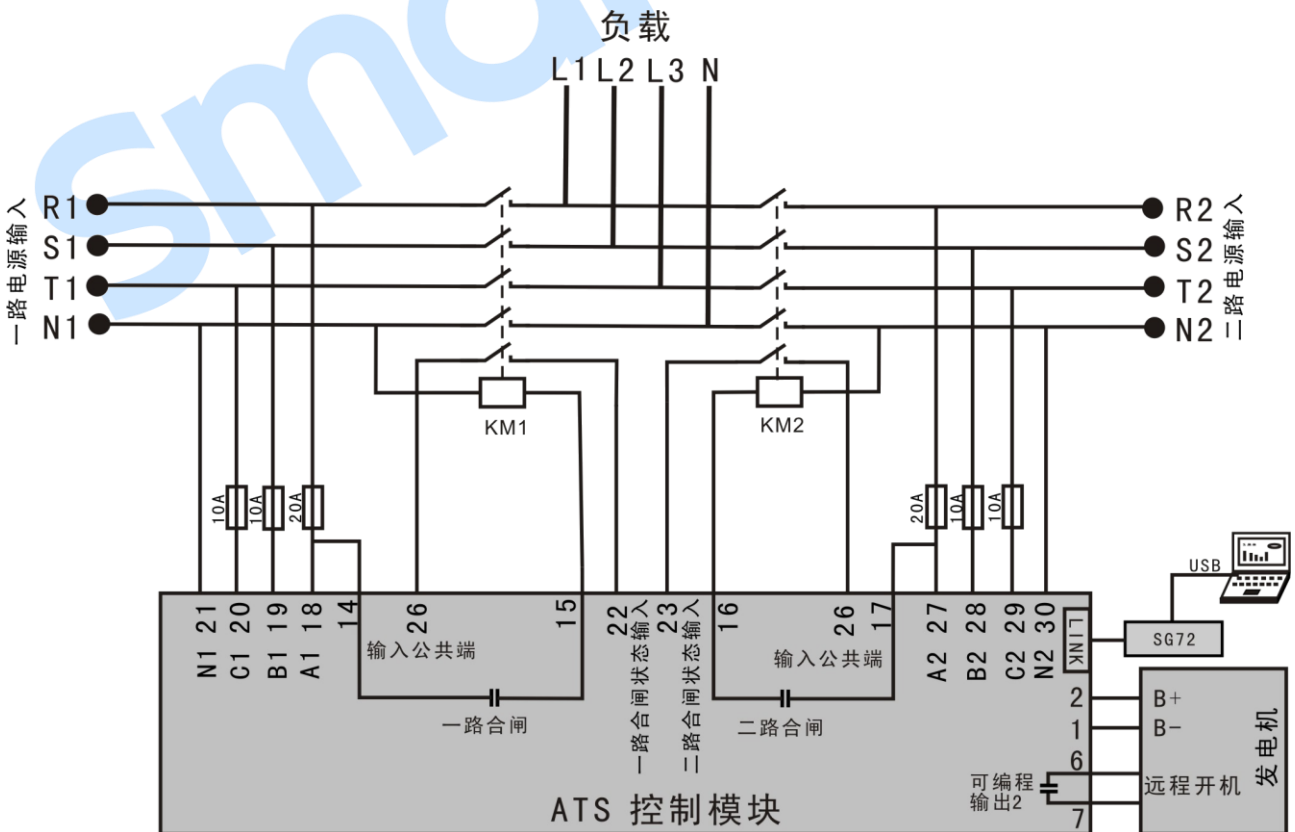 负载
L1 L2 L3 N
一路电源输入
R1
S1
T1
N1
二路电源输入
R2
S2
T2
N2
KM1
KM2
10A
10A
20A
20A
10A
10A
N1 21
C1 20
B1 19
A1 18
14
26
输入公共端
15
22
一路合闸状态输入
23
二路合闸状态输入
16
26
输入公共端
17
A2 27
B2 28
C2 29
N2 30
LINK
USB
SG72
一路合闸
二路合闸
2
1
6
7
B+
B-
远程开机
发电机
可编程
输出2
ATS 控制模块
sma